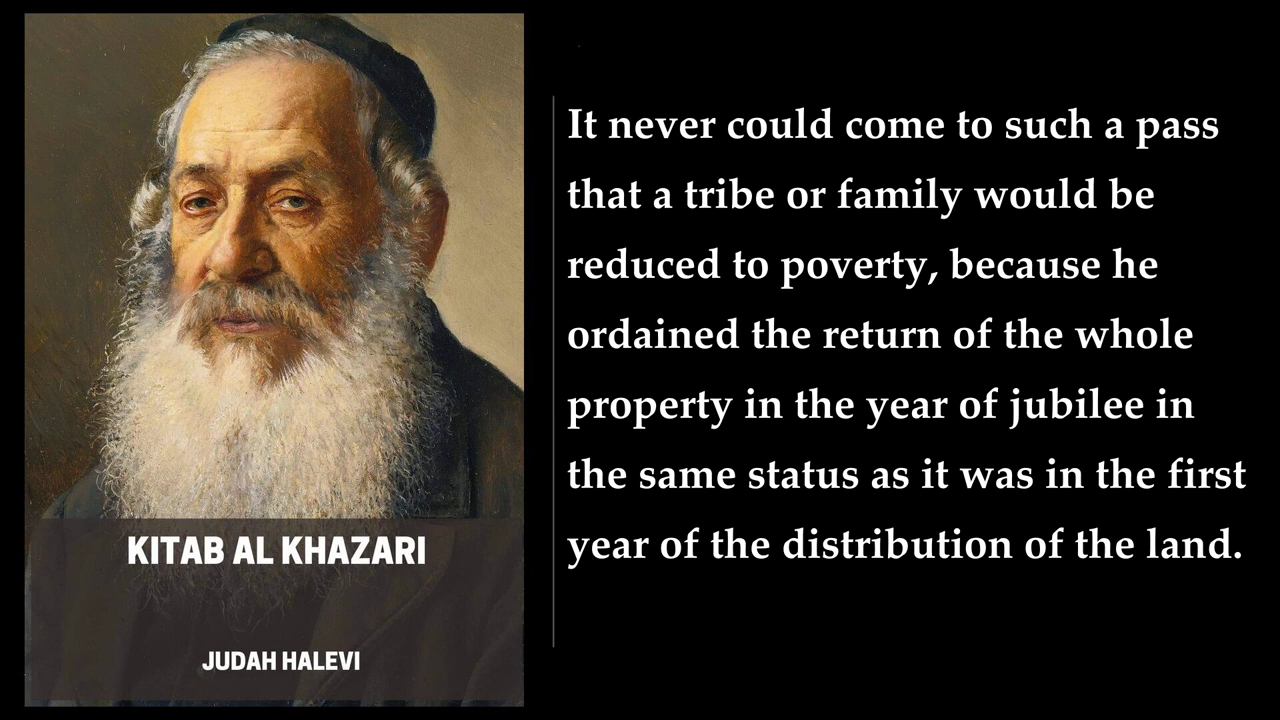 KITAB AL KHAZARI
JUDAH HALEVI
It never could come to such a pass
that a tribe or family would be
reduced to poverty, because he
ordained the return of the whole
property in the year of jubilee in
the same status as it was in the first
year of the distribution of the land.